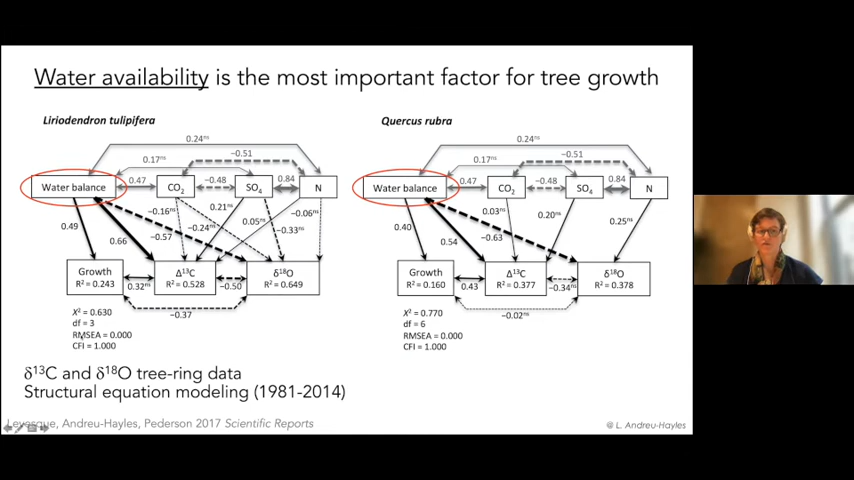 Water availability is the most important factor for tree growth
Liriodendron tulipifera
0.24ns
−0.51
0.17ns
Water balance
0.47
CO2
−0.48
SO4
0.84
N
−0.16ns
−0.57
−0.24ns
0.21ns
0.05ns
−0.06ns
−0.33ns
0.49
0.66
Growth
R² = 0.243
0.32ns
Δ¹³C
R² = 0.528
−0.50
δ¹⁸O
R² = 0.649
−0.37
X² = 0.630
df = 3
RMSEA = 0.000
CFI = 1.000
Quercus rubra
0.24ns
−0.51
0.17ns
Water balance
0.47
CO2
−0.48
SO4
0.84
N
0.03ns
−0.63
0.20ns
0.25ns
0.40
0.54
Growth
R² = 0.160
0.43
Δ¹³C
R² = 0.377
−0.34ns
δ¹⁸O
R² = 0.378
−0.02ns
X² = 0.770
df = 6
RMSEA = 0.000
CFI = 1.000
δ¹³C and δ¹⁸O tree-ring data
Structural equation modeling (1981-2014)
Levesque, Andreu-Hayles, Pederson 2017 Scientific Reports
@ L. Andreu-Hayles